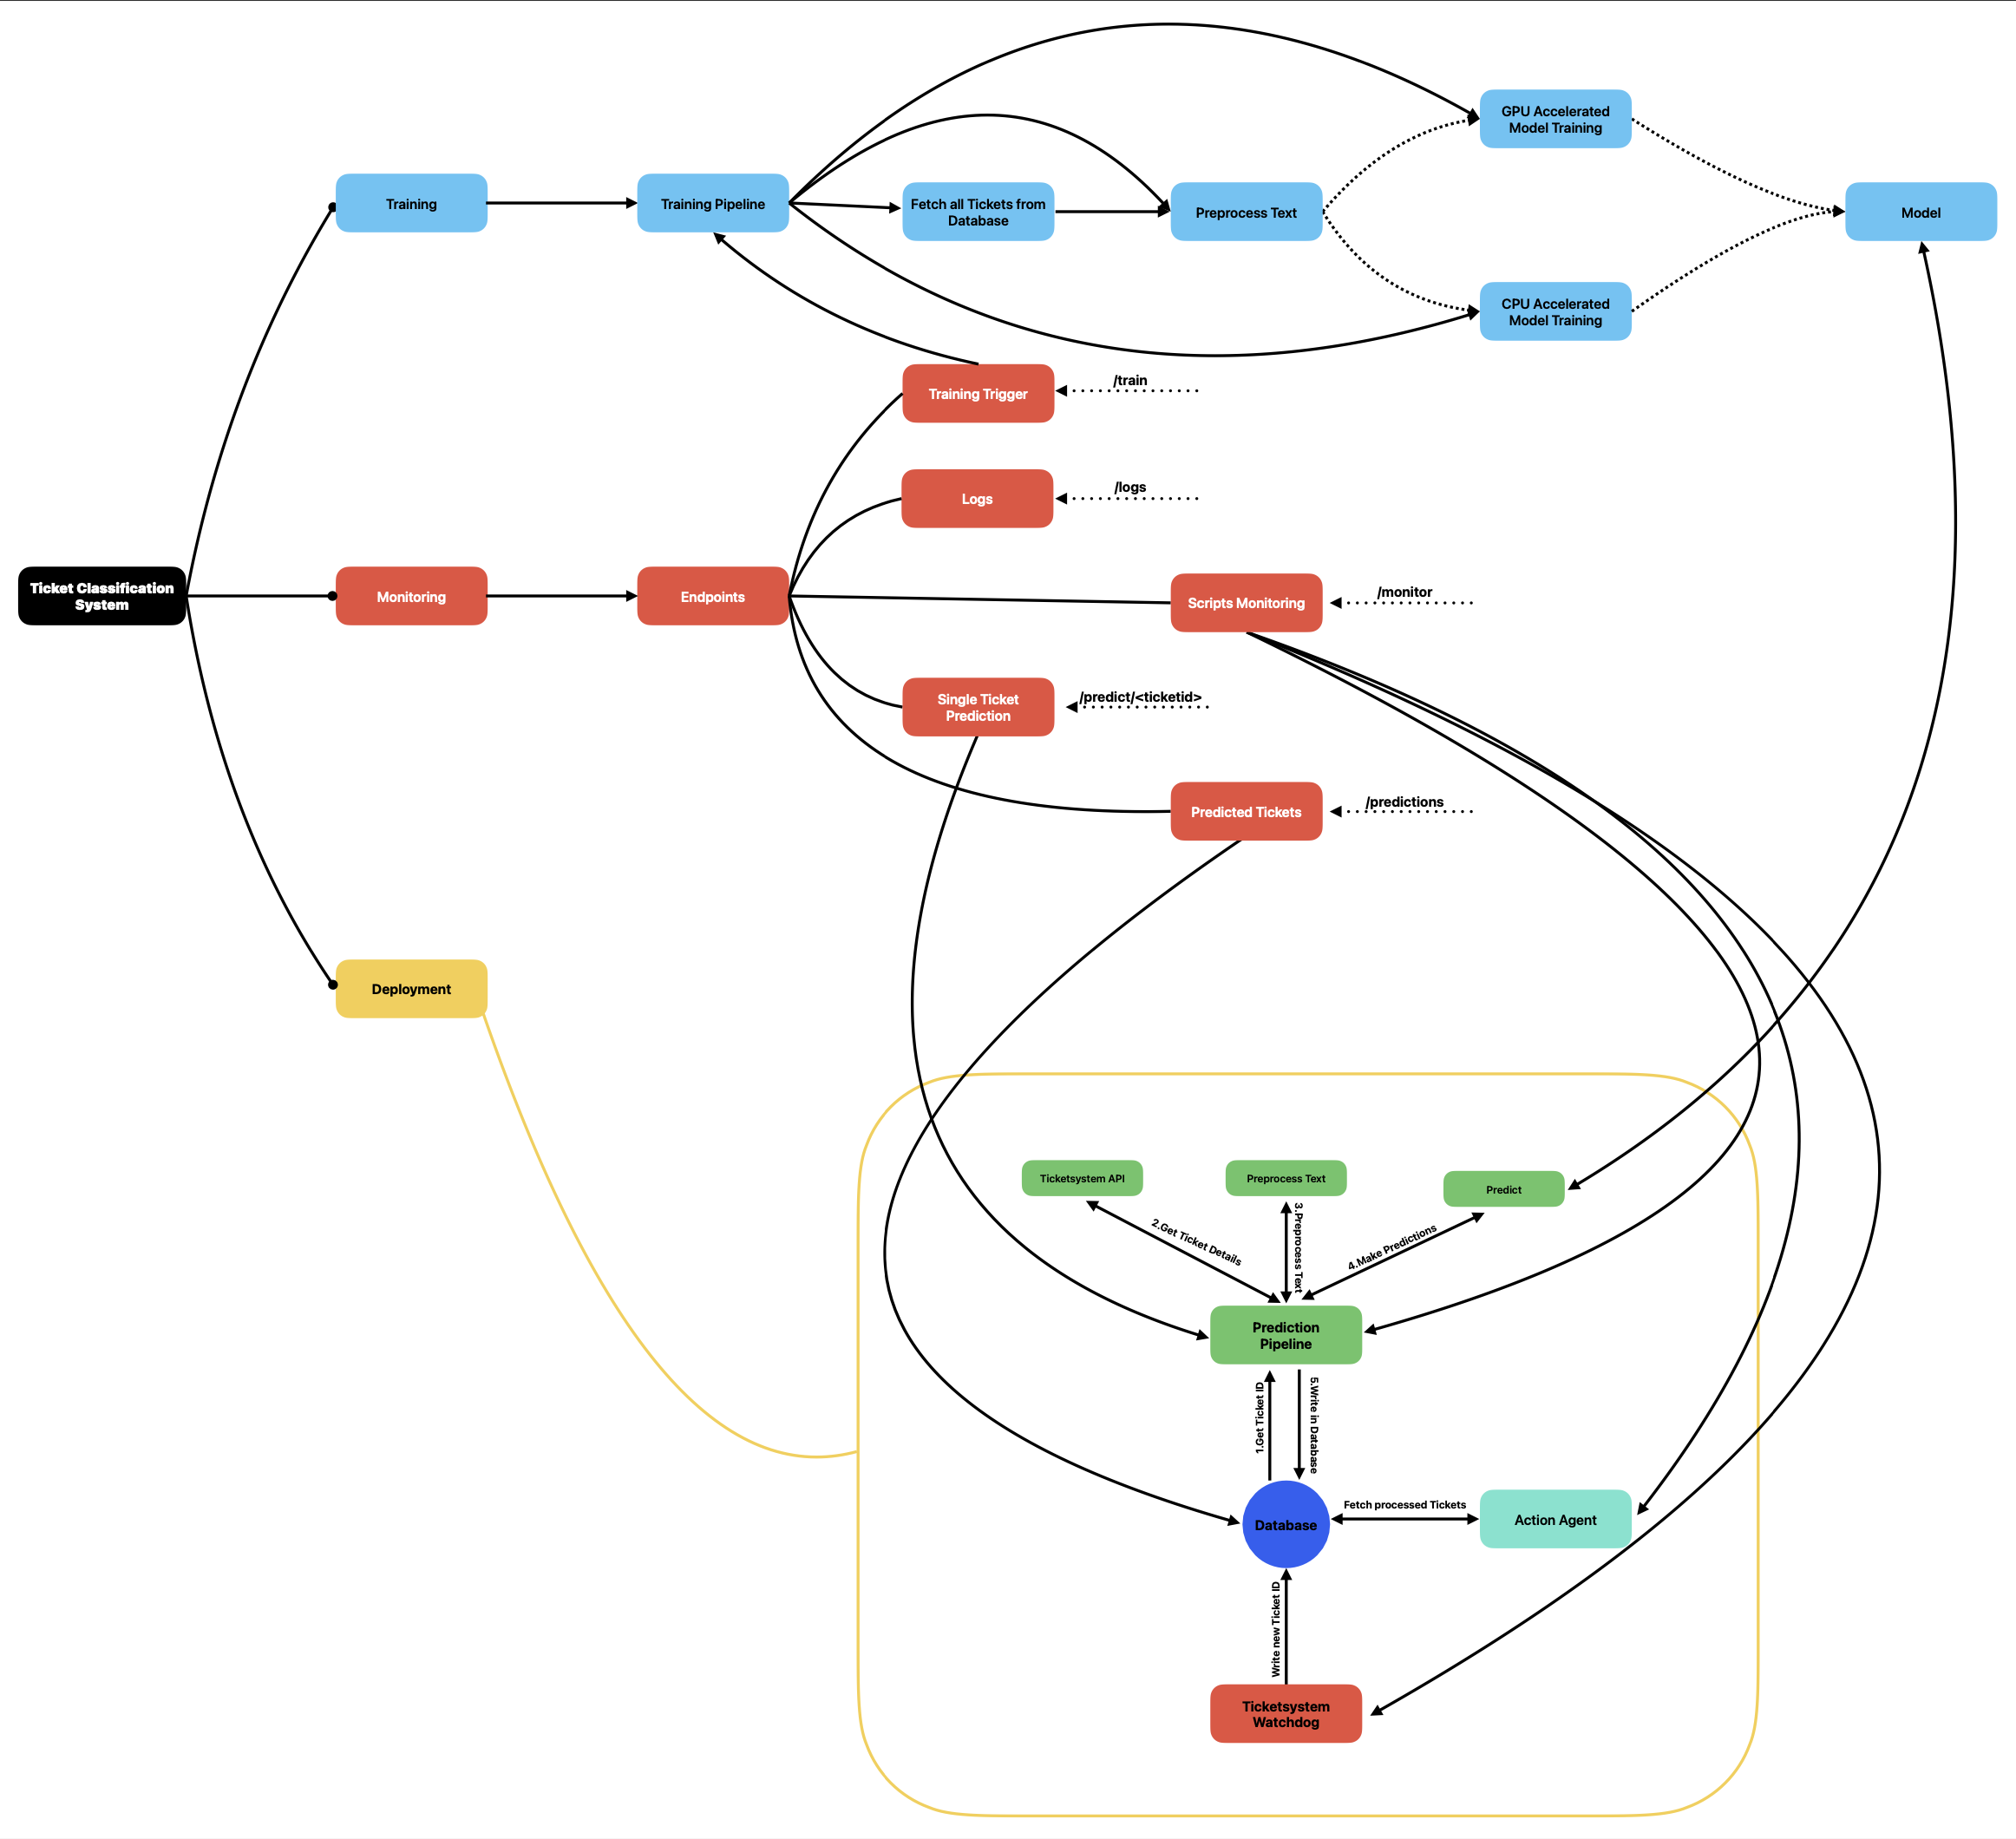 GPU Accelerated
Model Training
Training
Training Pipeline
Fetch all Tickets from
Database
Preprocess Text
Model
CPU Accelerated
Model Training
Training Trigger
/train
Logs
/logs
Ticket Classification
System
Monitoring
Endpoints
Scripts Monitoring
/monitor
Single Ticket
Prediction
/predict/<ticketid>
Predicted Tickets
/predictions
Deployment
Ticketsystem API
Preprocess Text
Predict
2.Get Ticket Details
3.Preprocess Text
4.Make Predictions
Prediction
Pipeline
1.Get Ticket ID
5.Write in Database
Database
Fetch processed Tickets
Action Agent
Write new Ticket ID
Ticketsystem
Watchdog